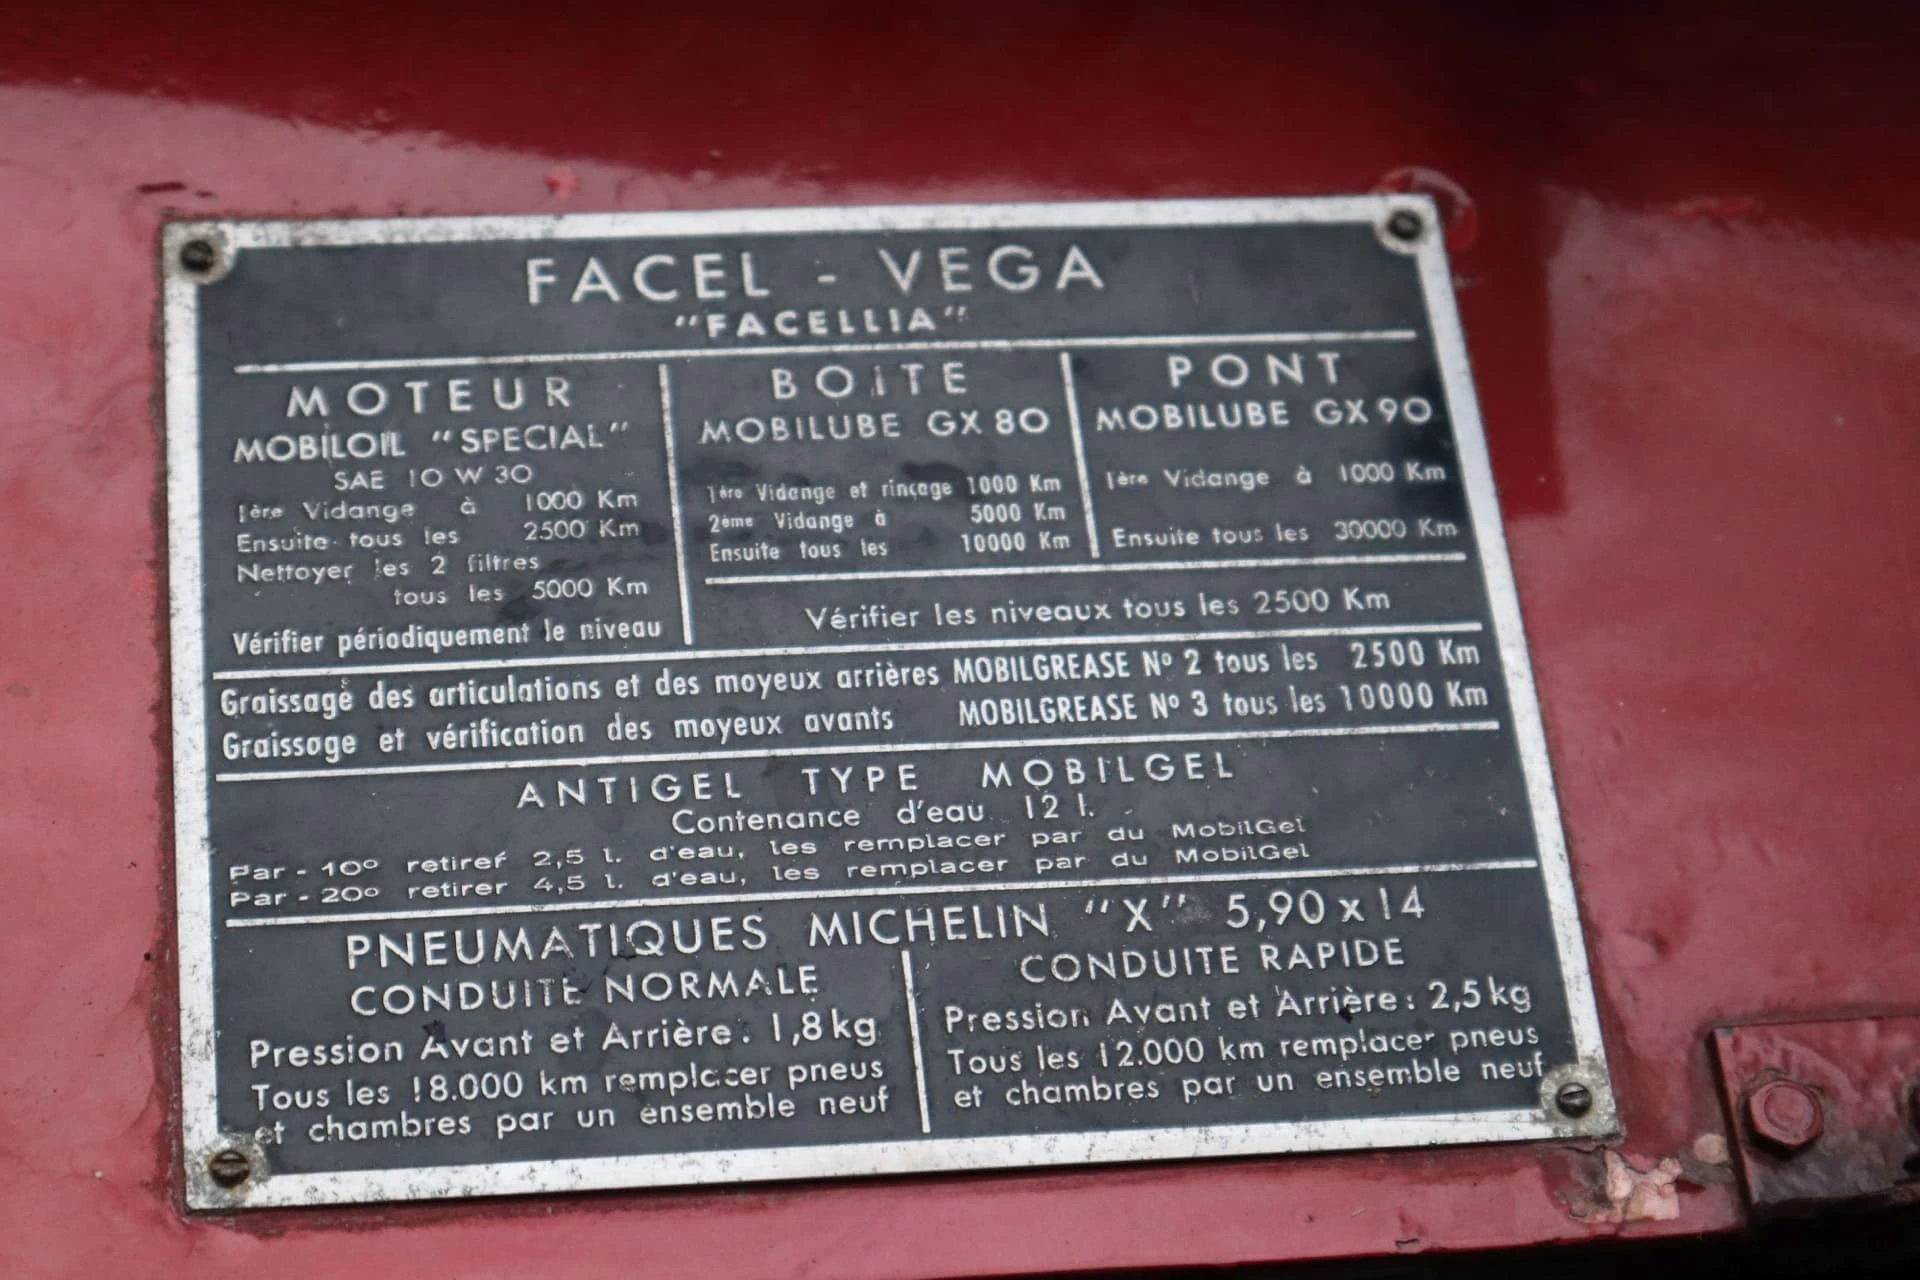 FACEL - VEGA
"FACELLIA"
MOTEUR
MOBILOIL "SPECIAL"
SAE 10 W 30
1ère Vidange à 1000 Km
Ensuite tous les 2500 Km
Nettoyer les 2 filtres
tous les 5000 Km
Vérifier périodiquement le niveau
BOITE
MOBILUBE GX 80
1ère Vidange et rinçage 1000 Km
2ème Vidange à 5000 Km
Ensuite tous les 10000 Km
PONT
MOBILUBE GX 90
1ère Vidange à 1000 Km
Ensuite tous les 30000 Km
Vérifier les niveaux tous les 2500 Km
Graissage des articulations et des moyeux arrières MOBILGREASE Nº 2 tous les 2500 Km
Graissage et vérification des moyeux avants MOBILGREASE Nº 3 tous les 10000 Km
ANTIGEL TYPE MOBILGEL
Contenance d'eau 12 l.
Par - 10º retirer 2,5 l. d'eau, les remplacer par du MobilGel
Par - 20º retirer 4,5 l. d'eau, les remplacer par du MobilGel
PNEUMATIQUES MICHELIN "X" 5,90 x 14
CONDUITE NORMALE
Pression Avant et Arrière : 1,8 kg
Tous les 18.000 km remplacer pneus
et chambres par un ensemble neuf
CONDUITE RAPIDE
Pression Avant et Arrière : 2,5 kg
Tous les 12.000 km remplacer pneus
et chambres par un ensemble neuf